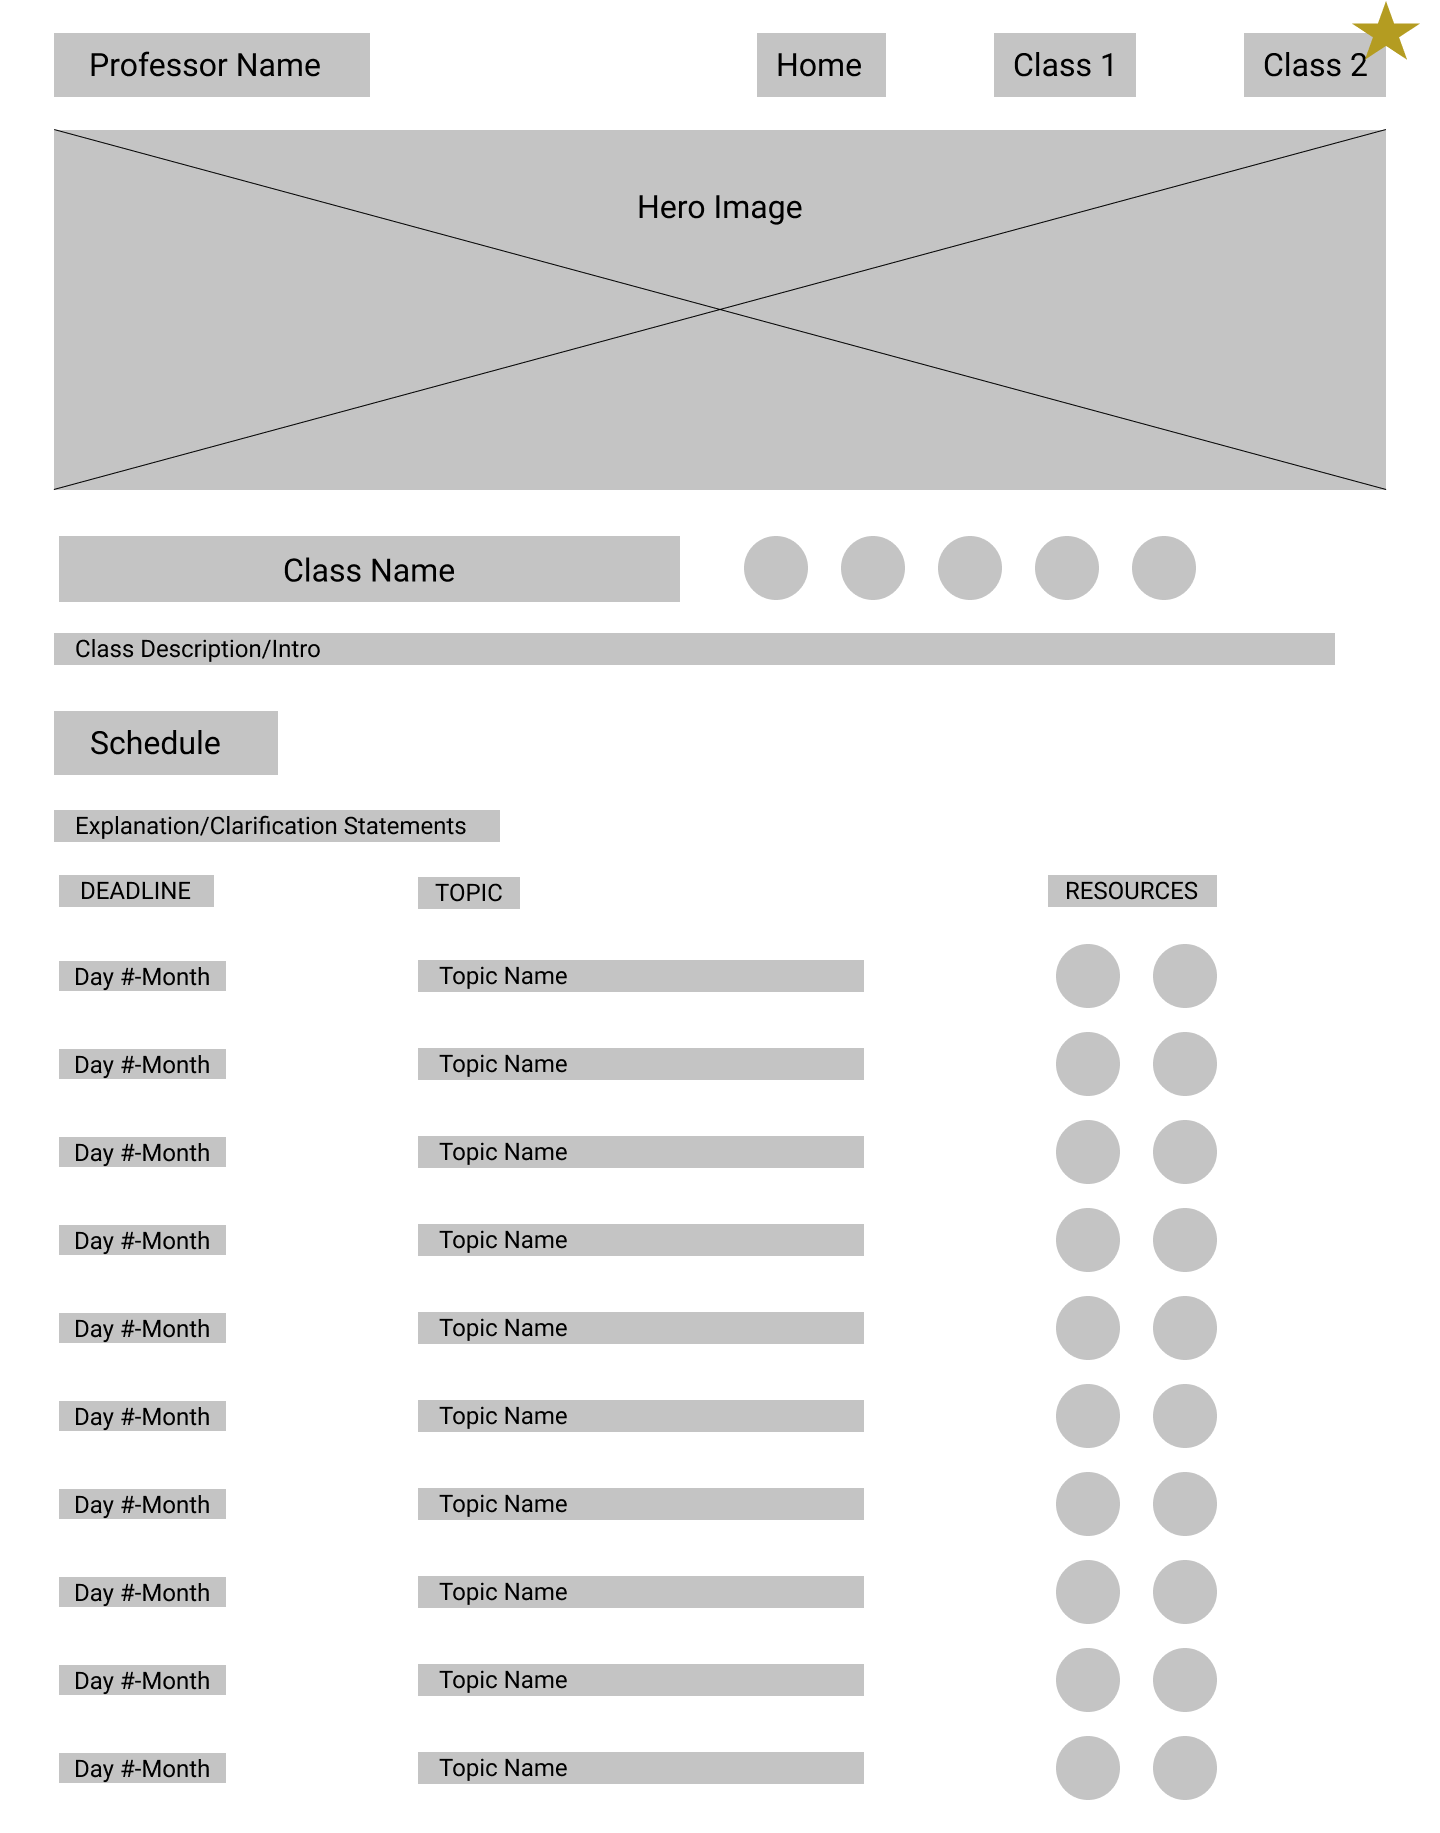 Professor Name Home Class 1 Class 2
Hero Image
Class Name
Class Description/Intro
Schedule
Explanation/Clarification Statements
DEADLINE TOPIC RESOURCES
Day #-Month Topic Name
Day #-Month Topic Name
Day #-Month Topic Name
Day #-Month Topic Name
Day #-Month Topic Name
Day #-Month Topic Name
Day #-Month Topic Name
Day #-Month Topic Name
Day #-Month Topic Name
Day #-Month Topic Name